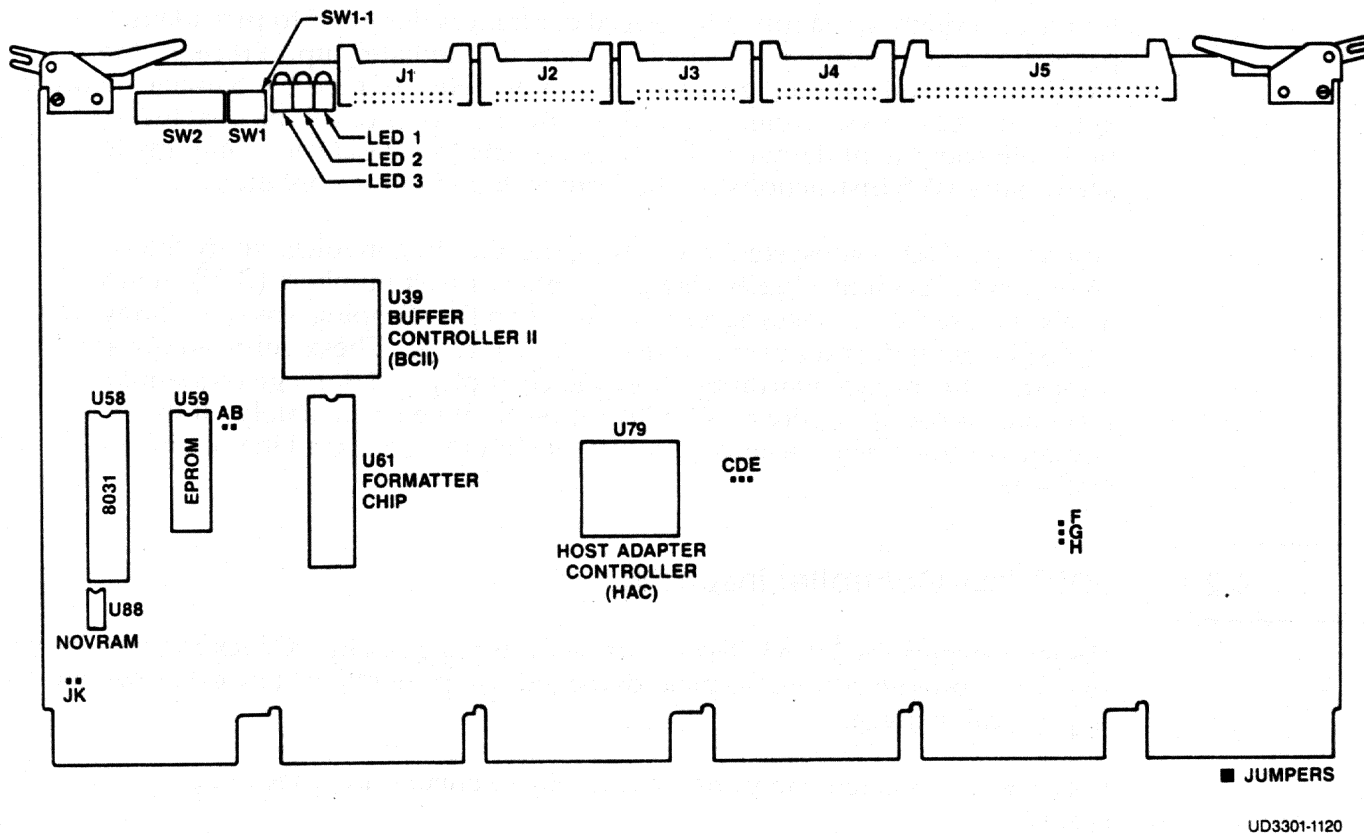 SW1-1
J1
J2
J3
J4
J5
SW2
SW1
LED 1
LED 2
LED 3
U39
BUFFER
CONTROLLER II
(BCII)
U58
8031
U59
EPROM
AB
U61
FORMATTER
CHIP
U79
HOST ADAPTER
CONTROLLER
(HAC)
CDE
F
G
H
U88
NOVRAM
JK
■ JUMPERS
UD3301-1120